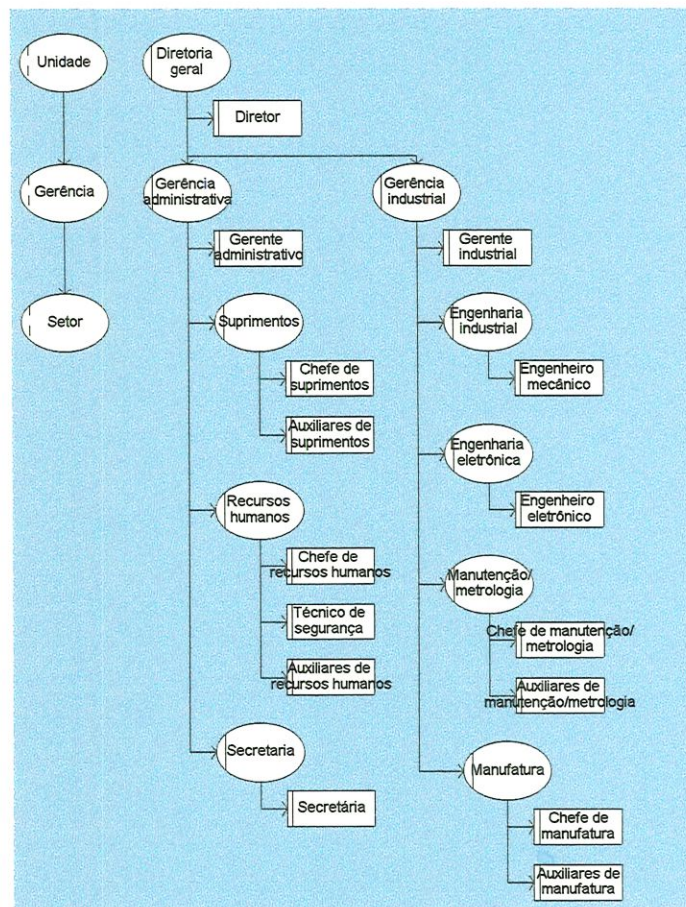 Unidade
Gerência
Setor
Diretoria
geral
Diretor
Gerência
administrativa
Gerente
administrativo
Suprimentos
Chefe de
suprimentos
Auxiliares de
suprimentos
Recursos
humanos
Chefe de
recursos humanos
Técnico de
segurança
Auxiliares de
recursos humanos
Secretaria
Secretária
Gerência
industrial
Gerente
industrial
Engenharia
industrial
Engenheiro
mecânico
Engenharia
eletrônica
Engenheiro
eletrônico
Manutenção/
metrologia
Chefe de manutenção/
metrologia
Auxiliares de
manutenção/metrologia
Manufatura
Chefe de
manufatura
Auxiliares de
manufatura